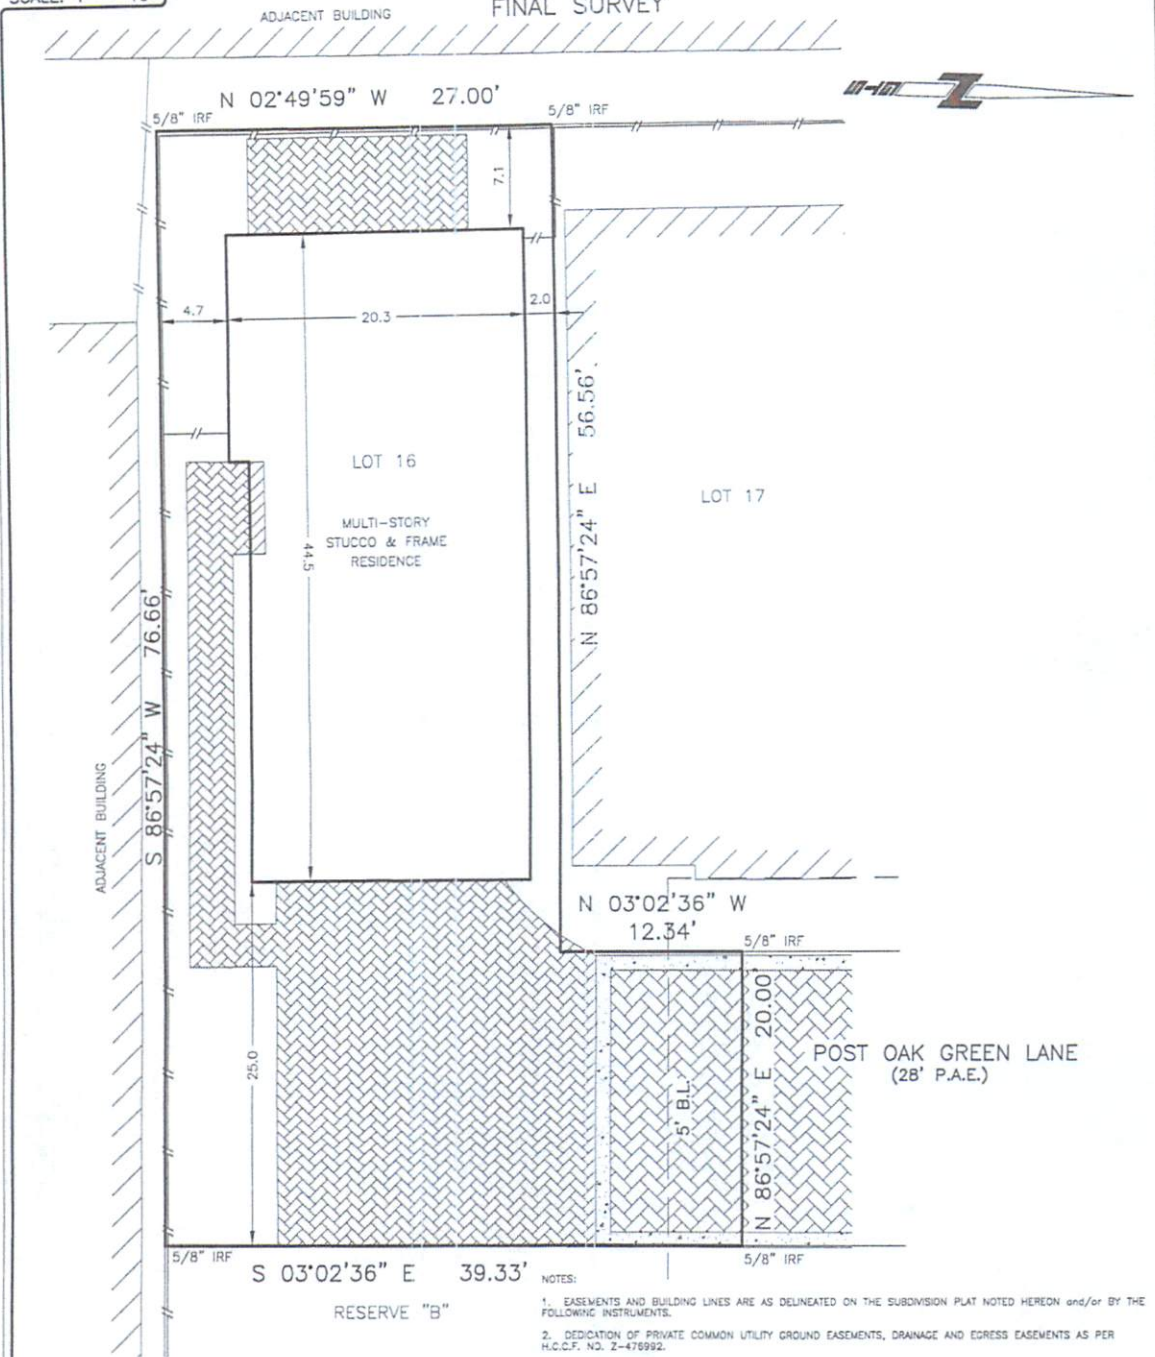 FINAL SURVEY
ADJACENT BUILDING
N 02°49'59" W 27.00'
5/8" IRF
5/8" IRF
7.1
4.7
20.3
2.0
N 86°57'24" E 56.56'
LOT 16
LOT 17
MULTI-STORY
STUCCO & FRAME
RESIDENCE
44.5
S 86°57'24" W 76.66'
ADJACENT BUILDING
N 03°02'36" W
12.34'
5/8" IRF
25.0
5' B.L.
N 86°57'24" E 20.00'
POST OAK GREEN LANE
(28' P.A.E.)
5/8" IRF
5/8" IRF
S 03°02'36" E 39.33'
RESERVE "B"
NOTES:
1. EASEMENTS AND BUILDING LINES ARE AS DELINEATED ON THE SUBDIVISION PLAT NOTED HEREON and/or BY THE
FOLLOWING INSTRUMENTS.
2. DEDICATION OF PRIVATE COMMON UTILITY GROUND EASEMENTS, DRAINAGE AND EGRESS EASEMENTS AS PER
H.C.C.F. NO. Z-476992.